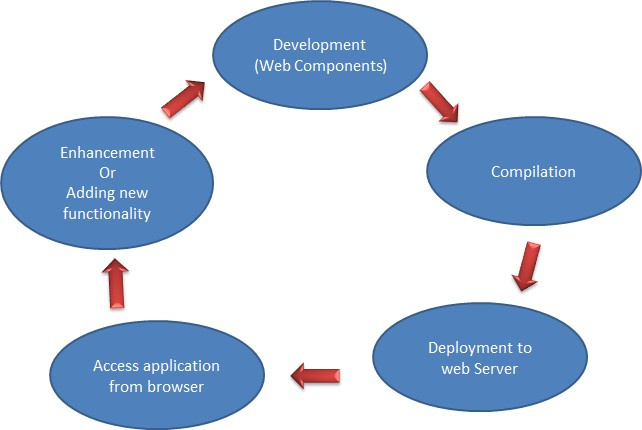 Development
(Web Components)
Compilation
Deployment to
web Server
Access application
from browser
Enhancement
Or
Adding new
functionality